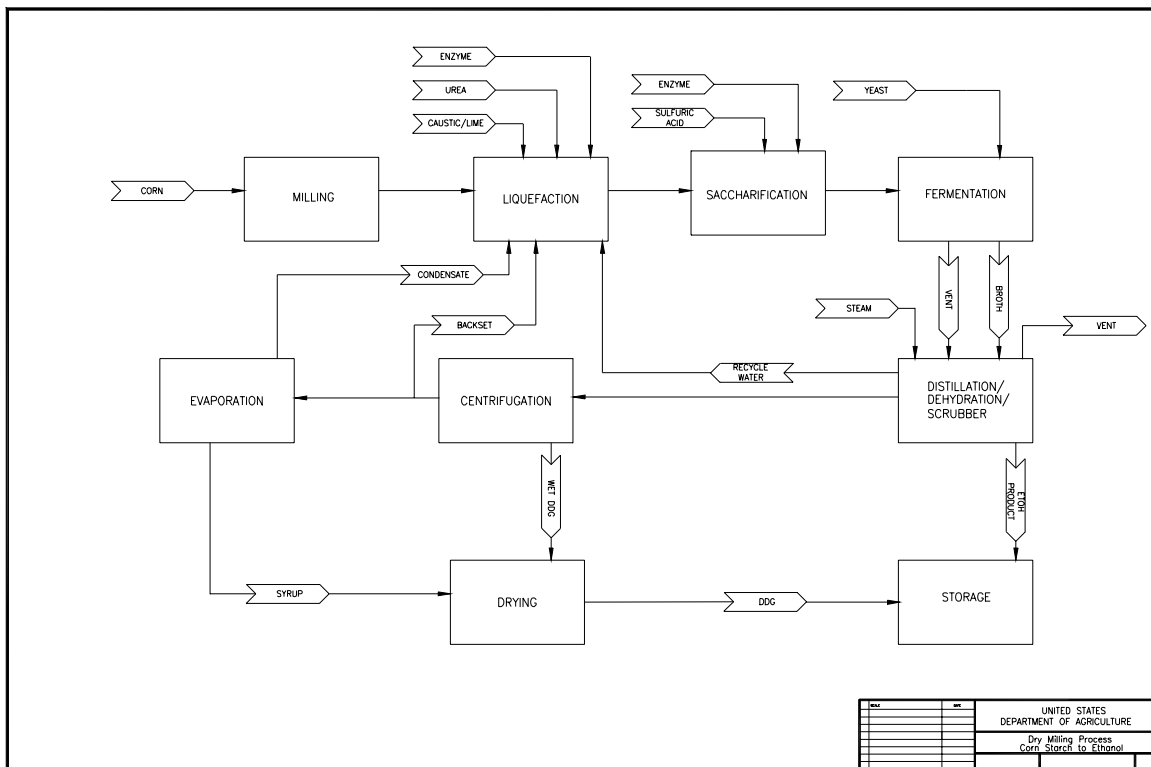 ENZYME
UREA
CAUSTIC/LIME
ENZYME
SULFURIC
ACID
YEAST
CORN
MILLING
LIQUEFACTION
SACCHARIFICATION
FERMENTATION
CONDENSATE
VENT
BROTH
STEAM
BACKSET
VENT
RECYCLE
WATER
EVAPORATION
CENTRIFUGATION
DISTILLATION/
DEHYDRATION/
SCRUBBER
WET DDG
ETOH
PRODUCT
SYRUP
DRYING
DDG
STORAGE
SCALE
DATE
UNITED STATES
DEPARTMENT OF AGRICULTURE
Dry Milling Process
Corn Starch to Ethanol